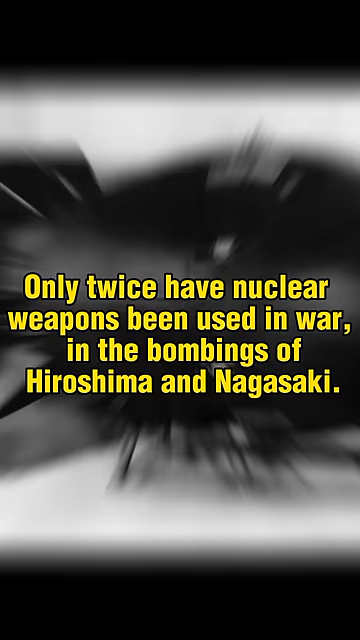 Only twice have nuclear
weapons been used in war,
in the bombings of
Hiroshima and Nagasaki.